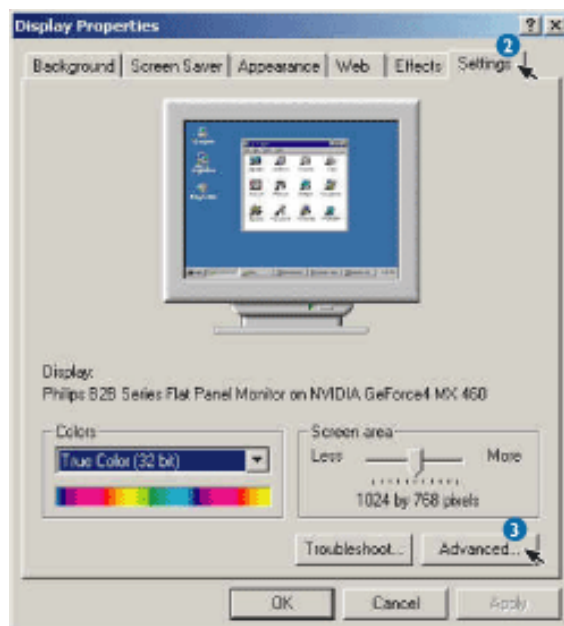 Display Properties
2
Background Screen Saver Appearance Web Effects Settings
Display:
Philips B2B Series Flat Panel Monitor on NVIDIA GeForce4 MX 460
Colors
True Color (32 bit)
Screen area
Less More
1024 by 768 pixels
3
Troubleshoot... Advanced...
OK Cancel Apply